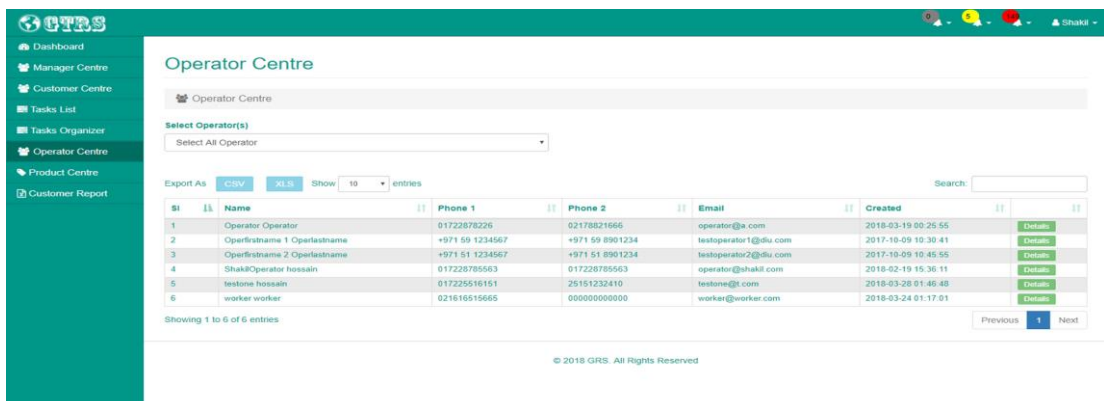 GTRS
0 5
Shakil
Dashboard
Manager Centre
Customer Centre
Tasks List
Tasks Organizer
Operator Centre
Product Centre
Customer Report
Operator Centre
Operator Centre
Select Operator(s)
Select All Operator
Export As CSV XLS Show 10 entries Search:
Sl Name Phone 1 Phone 2 Email Created
1 Operator Operator 01722878226 02178821666 operator@a.com 2018-03-19 00:26:55 Details
2 Operfirstname 1 Operlastname +971 59 1234567 +971 59 8901234 testoperator1@diu.com 2017-10-09 10:30:41 Details
3 Operfirstname 2 Operlastname +971 51 1234567 +971 51 8901234 testoperator2@diu.com 2017-10-09 10:45:55 Details
4 ShakilOperator hossain 017228785563 017228785563 operator@shakil.com 2018-02-19 15:36:11 Details
5 testone hossain 017225516151 25151232410 testone@t.com 2018-03-28 01:46:48 Details
6 worker worker 021616515665 000000000000 worker@worker.com 2018-03-24 01:17:01 Details
Showing 1 to 6 of 6 entries
Previous 1 Next
© 2018 GRS. All Rights Reserved